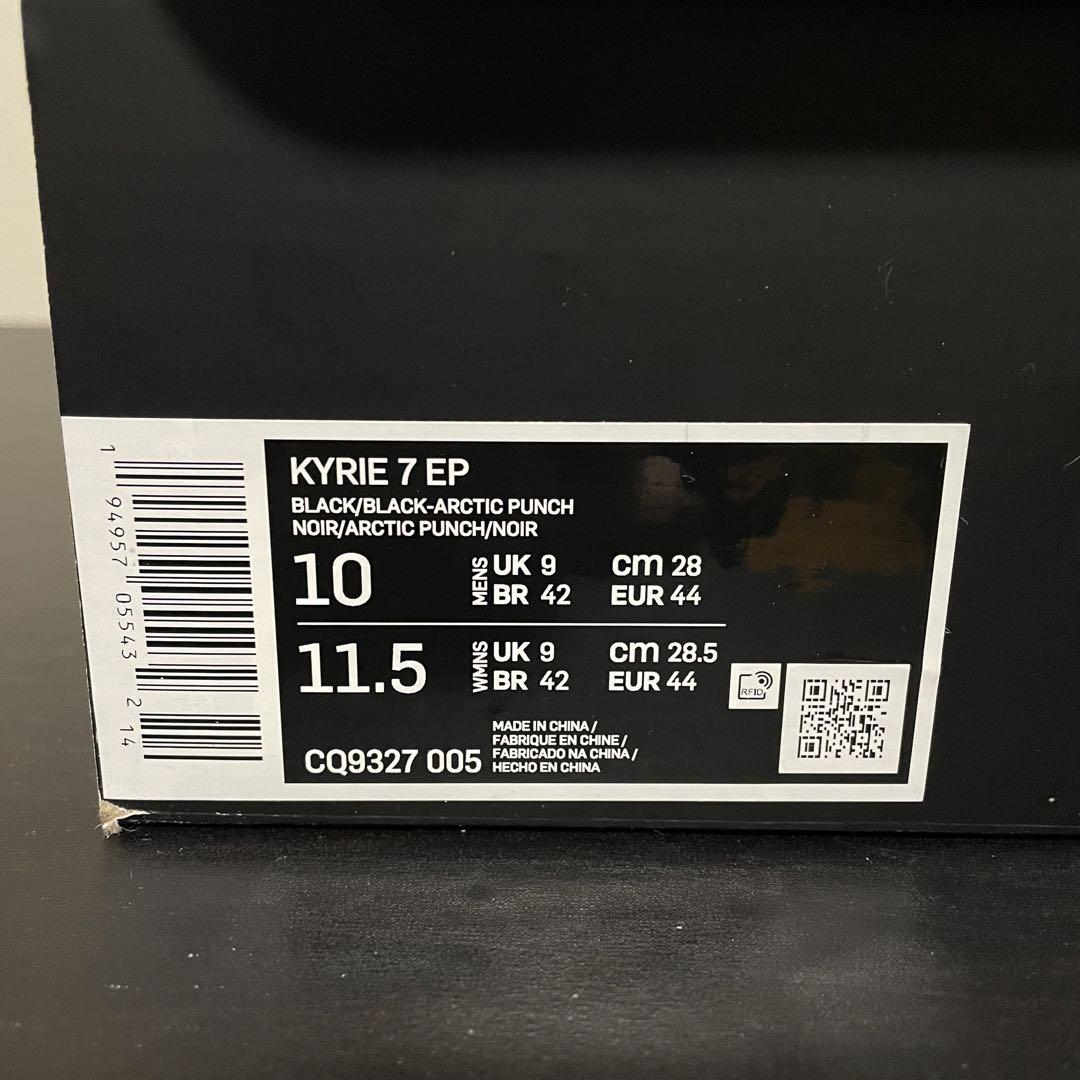 KYRIE 7 EP
BLACK/BLACK-ARCTIC PUNCH
NOIR/ARCTIC PUNCH/NOIR
10 MENS UK 9 cm 28
BR 42 EUR 44
11.5 WMNS UK 9 cm 28.5
BR 42 EUR 44
RFID
CQ9327 005
MADE IN CHINA /
FABRIQUE EN CHINE /
FABRICADO NA CHINA /
HECHO EN CHINA
1 94957 05543 2 14